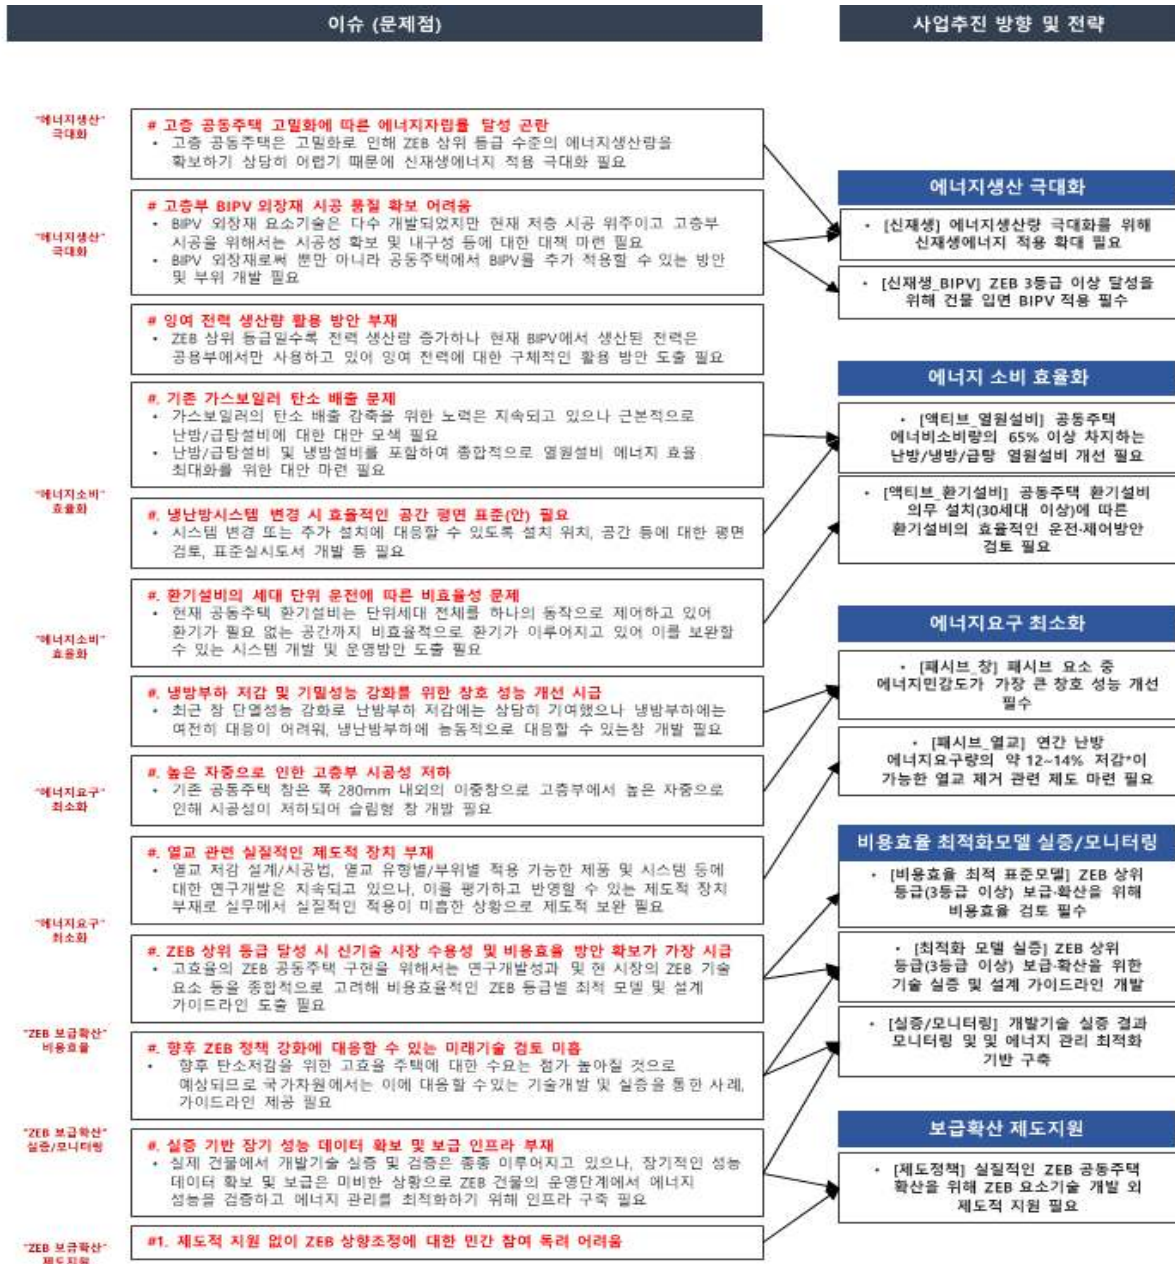 이슈 (문제점)
"에너지생산"
극대화
# 고층 공동주택 고밀화에 따른 에너지자립률 달성 곤란
• 고층 공동주택은 고밀화로 인해 ZEB 상위 등급 수준의 에너지생산량을
확보하기 상당히 어렵기 때문에 신재생에너지 적용 극대화 필요
"에너지생산"
극대화
# 고층부 BIPV 외장재 시공 품질 확보 어려움
• BIPV 외장재 요소기술은 다수 개발되었지만 현재 저층 시공 위주이고 고층부
시공을 위해서는 시공성 확보 및 내구성 등에 대한 대책 마련 필요
• BIPV 외장재로써 뿐만 아니라 공동주택에서 BIPV를 추가 적용할 수 있는 방안
및 부위 개발 필요
# 잉여 전력 생산량 활용 방안 부재
• ZEB 상위 등급일수록 전력 생산량 증가하나 현재 BIPV에서 생산된 전력은
공용부에서만 사용하고 있어 잉여 전력에 대한 구체적인 활용 방안 도출 필요
#. 기존 가스보일러 탄소 배출 문제
• 가스보일러의 탄소 배출 감축을 위한 노력은 지속되고 있으나 근본적으로
난방/급탕설비에 대한 대안 모색 필요
• 난방/급탕설비 및 냉방설비를 포함하여 종합적으로 열원설비 에너지 효율
최대화를 위한 대안 마련 필요
"에너지소비"
효율화
#. 냉난방시스템 변경 시 효율적인 공간 평면 표준(안) 필요
• 시스템 변경 또는 추가 설치에 대응할 수 있도록 설치 위치, 공간 등에 대한 평면
검토, 표준실시도서 개발 등 필요
"에너지소비"
효율화
#. 환기설비의 세대 단위 운전에 따른 비효율성 문제
• 현재 공동주택 환기설비는 단위세대 전체를 하나의 동작으로 제어하고 있어
환기가 필요 없는 공간까지 비효율적으로 환기가 이루어지고 있어 이를 보완할
수 있는 시스템 개발 및 운영방안 도출 필요
#. 냉방부하 저감 및 기밀성능 강화를 위한 창호 성능 개선 시급
• 최근 창 단열성능 강화로 난방부하 저감에는 상당히 기여했으나 냉방부하에는
여전히 대응이 어려워, 냉난방부하에 능동적으로 대응할 수 있는창 개발 필요
"에너지요구"
최소화
#. 높은 자중으로 인한 고층부 시공성 저하
• 기존 공동주택 창은 폭 280mm 내외의 이중창으로 고층부에서 높은 자중으로
인해 시공성이 저하되어 슬림형 창 개발 필요
#. 열교 관련 실질적인 제도적 장치 부재
• 열교 저감 설계/시공법, 열교 유형별/부위별 적용 가능한 제품 및 시스템 등에
대한 연구개발은 지속되고 있으나, 이를 평가하고 반영할 수 있는 제도적 장치
부재로 실무에서 실질적인 적용이 미흡한 상황으로 제도적 보완 필요
"에너지요구"
최소화
#. ZEB 상위 등급 달성 시 신기술 시장 수용성 및 비용효율 방안 확보가 가장 시급
• 고효율의 ZEB 공동주택 구현을 위해서는 연구개발성과 및 현 시장의 ZEB 기술
요소 등을 종합적으로 고려해 비용효율적인 ZEB 등급별 최적 모델 및 설계
가이드라인 도출 필요
"ZEB 보급확산"
비용효율
#. 향후 ZEB 정책 강화에 대응할 수 있는 미래기술 검토 미흡
• 향후 탄소저감을 위한 고효율 주택에 대한 수요는 점가 높아질 것으로
예상되므로 국가차원에서는 이에 대응할 수있는 기술개발 및 실증을 통한 사례,
가이드라인 제공 필요
"ZEB 보급확산"
실증/모니터링
#. 실증 기반 장기 성능 데이터 확보 및 보급 인프라 부재
• 실제 건물에서 개발기술 실증 및 검증은 종종 이루어지고 있으나, 장기적인 성능
데이터 확보 및 보급은 미비한 상황으로 ZEB 건물의 운영단계에서 에너지
성능을 검증하고 에너지 관리를 최적화하기 위해 인프라 구축 필요
"ZEB 보급확산"
제도지원
#1. 제도적 지원 없이 ZEB 상향조정에 대한 민간 참여 독려 어려움
사업추진 방향 및 전략
에너지생산 극대화
• [신재생] 에너지생산량 극대화를 위해
신재생에너지 적용 확대 필요
• [신재생_BIPV] ZEB 3등급 이상 달성을
위해 건물 입면 BIPV 적용 필수
에너지 소비 효율화
• [액티브_열원설비] 공동주택
에너비소비량의 65% 이상 차지하는
난방/냉방/급탕 열원설비 개선 필요
• [액티브_환기설비] 공동주택 환기설비
의무 설치(30세대 이상)에 따른
환기설비의 효율적인 운전·제어방안
검토 필요
에너지요구 최소화
• [패시브_창] 패시브 요소 중
에너지민감도가 가장 큰 창호 성능 개선
필수
• [패시브_열교] 연간 난방
에너지요구량의 약 12~14% 저감*이
가능한 열교 제거 관련 제도 마련 필요
비용효율 최적화모델 실증/모니터링
• [비용효율 최적 표준모델] ZEB 상위
등급(3등급 이상) 보급·확산을 위해
비용효율 검토 필수
• [최적화 모델 실증] ZEB 상위
등급(3등급 이상) 보급·확산을 위한
기술 실증 및 설계 가이드라인 개발
• [실증/모니터링] 개발기술 실증 결과
모니터링 및 및 에너지 관리 최적화
기반 구축
보급확산 제도지원
• [제도정책] 실질적인 ZEB 공동주택
확산을 위해 ZEB 요소기술 개발 외
제도적 지원 필요